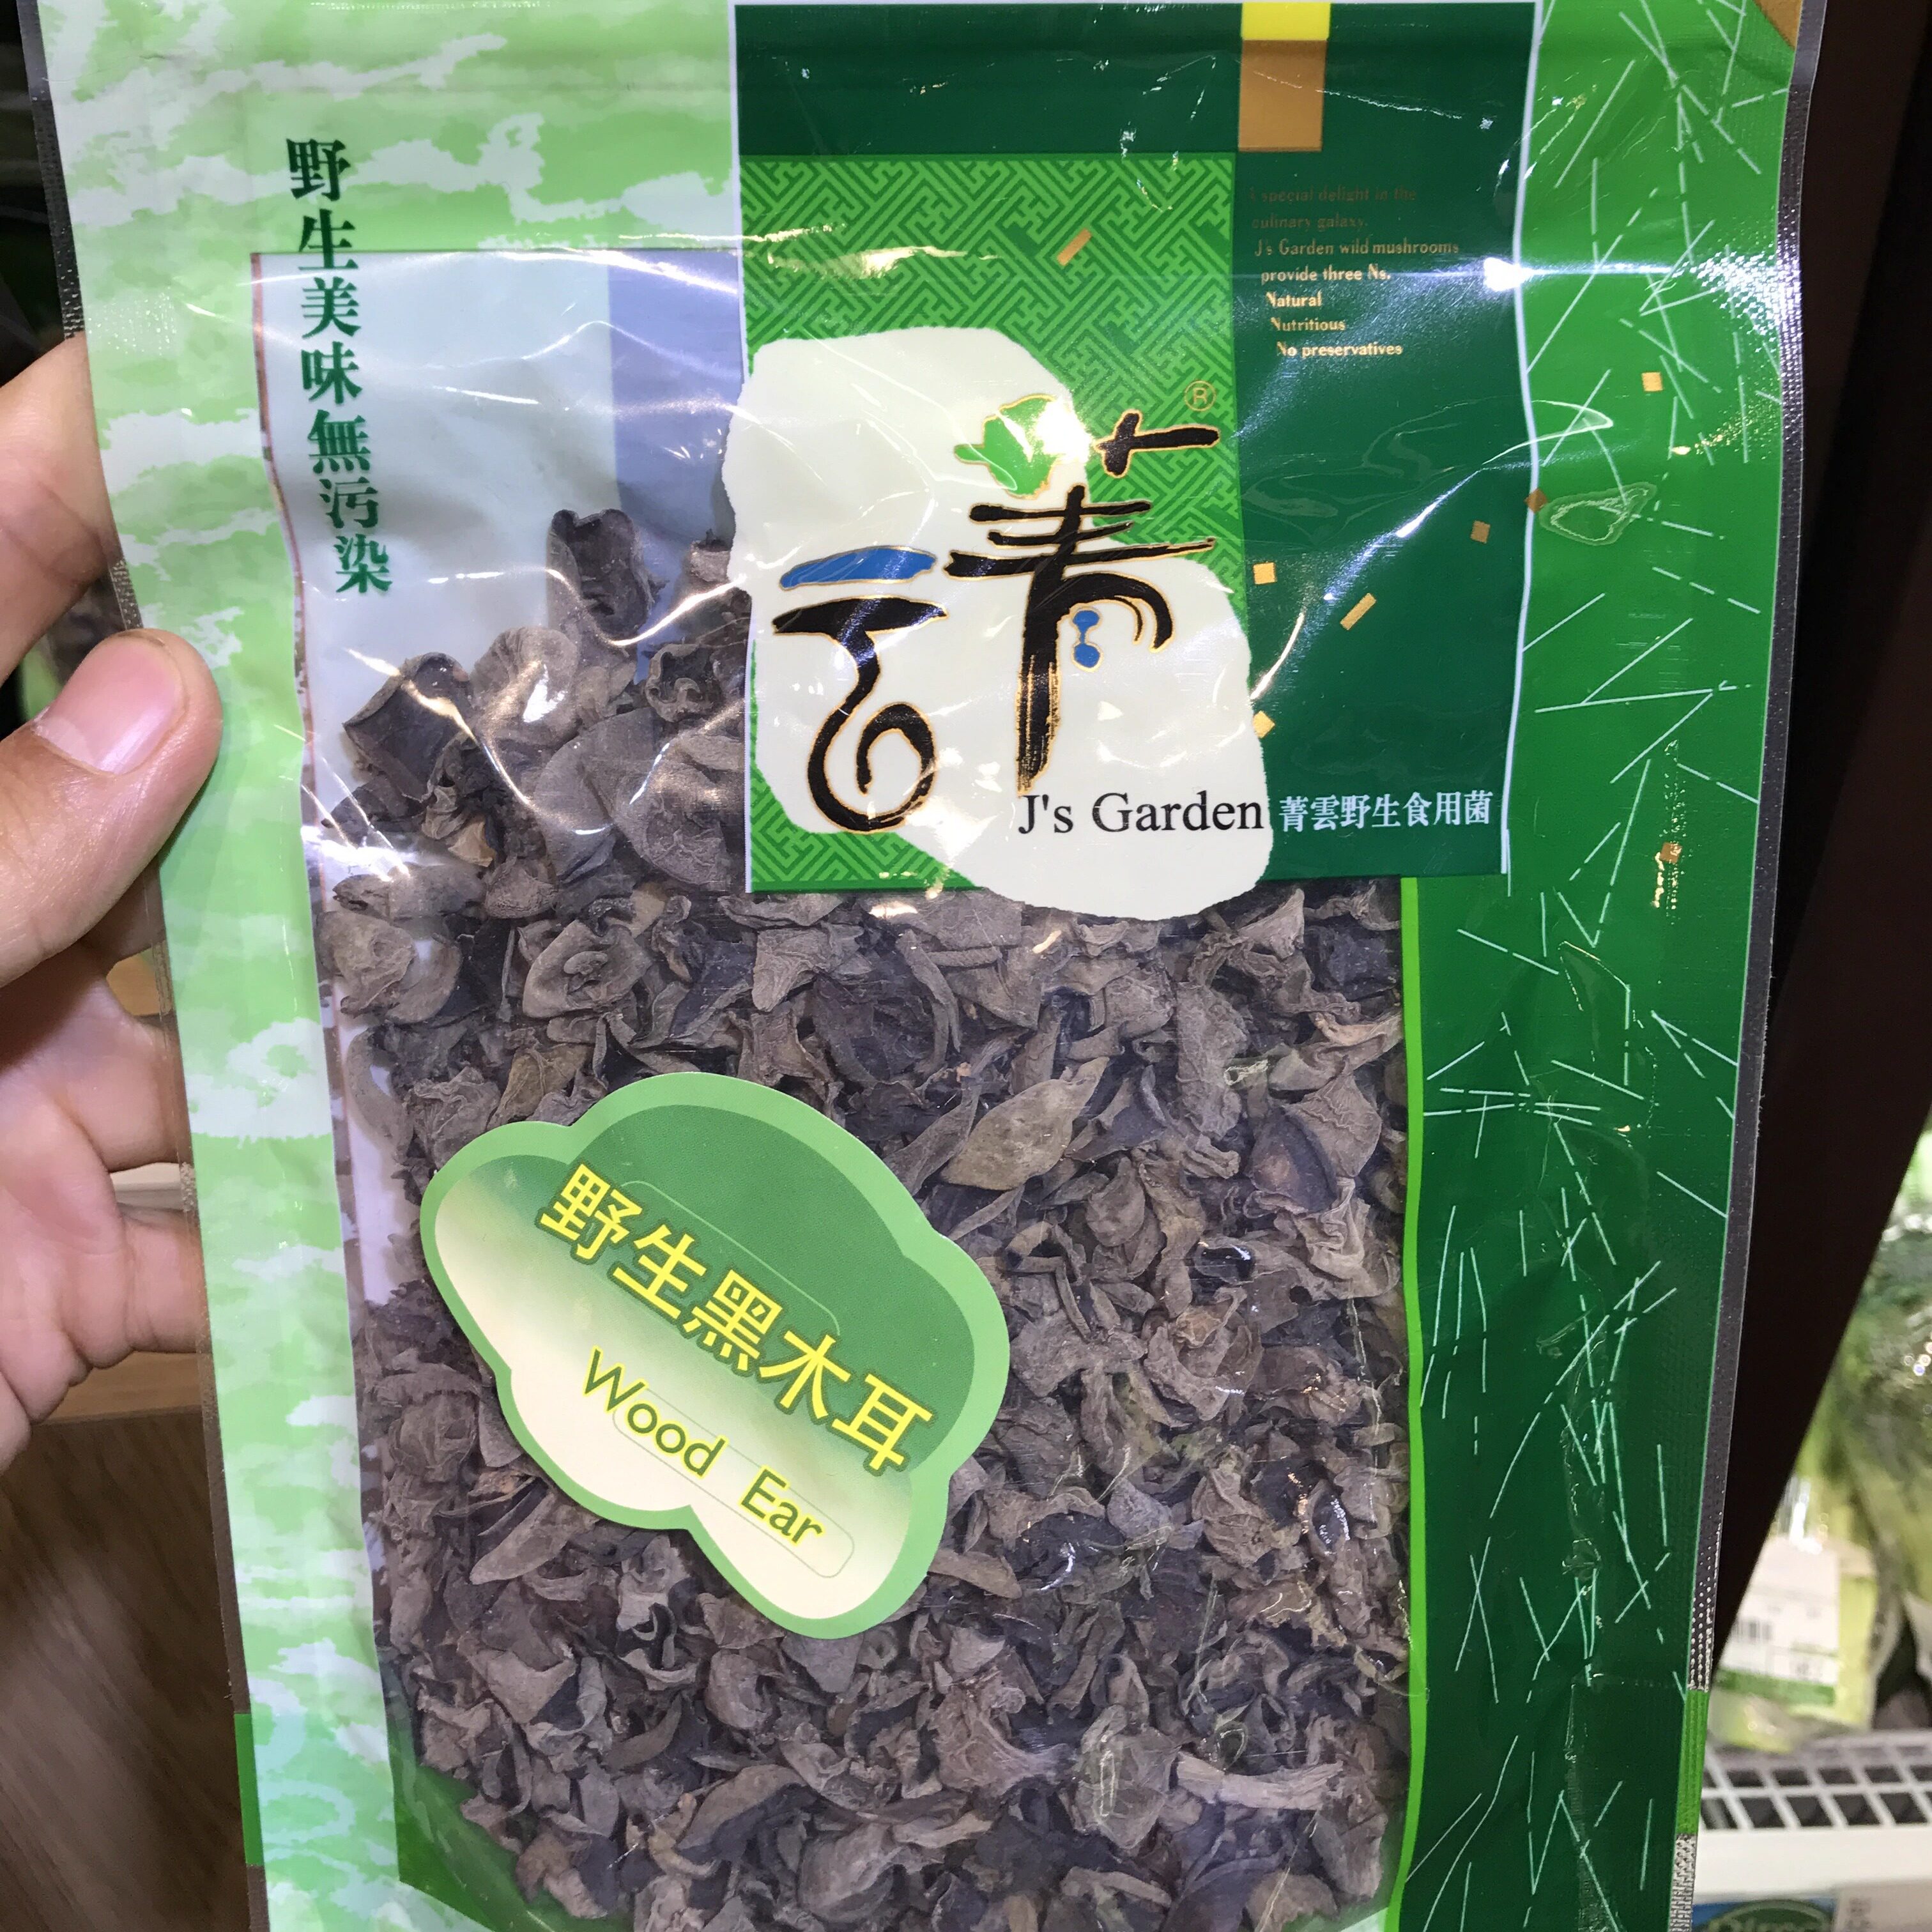 野生美味無污染
A special delight in the
culinary galaxy.
J's Garden wild mushrooms
provide three Ns.
Natural
Nutritious
No preservatives
®
菁云
J's Garden 菁雲野生食用菌
野生黑木耳
Wood Ear